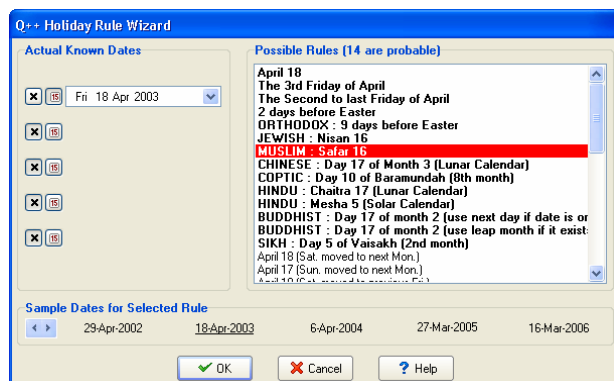 Q++ Holiday Rule Wizard
Actual Known Dates
Fri 18 Apr 2003
Possible Rules (14 are probable)
April 18
The 3rd Friday of April
The Second to last Friday of April
2 days before Easter
ORTHODOX : 9 days before Easter
JEWISH : Nisan 16
MUSLIM : Safar 16
CHINESE : Day 17 of Month 3 (Lunar Calendar)
COPTIC : Day 10 of Baramundah (8th month)
HINDU : Chaitra 17 (Lunar Calendar)
HINDU : Mesha 5 (Solar Calendar)
BUDDHIST : Day 17 of month 2 (use next day if date is or
BUDDHIST : Day 17 of month 2 (use leap month if it exist
SIKH : Day 5 of Vaisakh (2nd month)
April 18 (Sat. moved to next Mon.)
April 17 (Sun. moved to next Mon.)
Sample Dates for Selected Rule
29-Apr-2002 18-Apr-2003 6-Apr-2004 27-Mar-2005 16-Mar-2006
OK Cancel ? Help